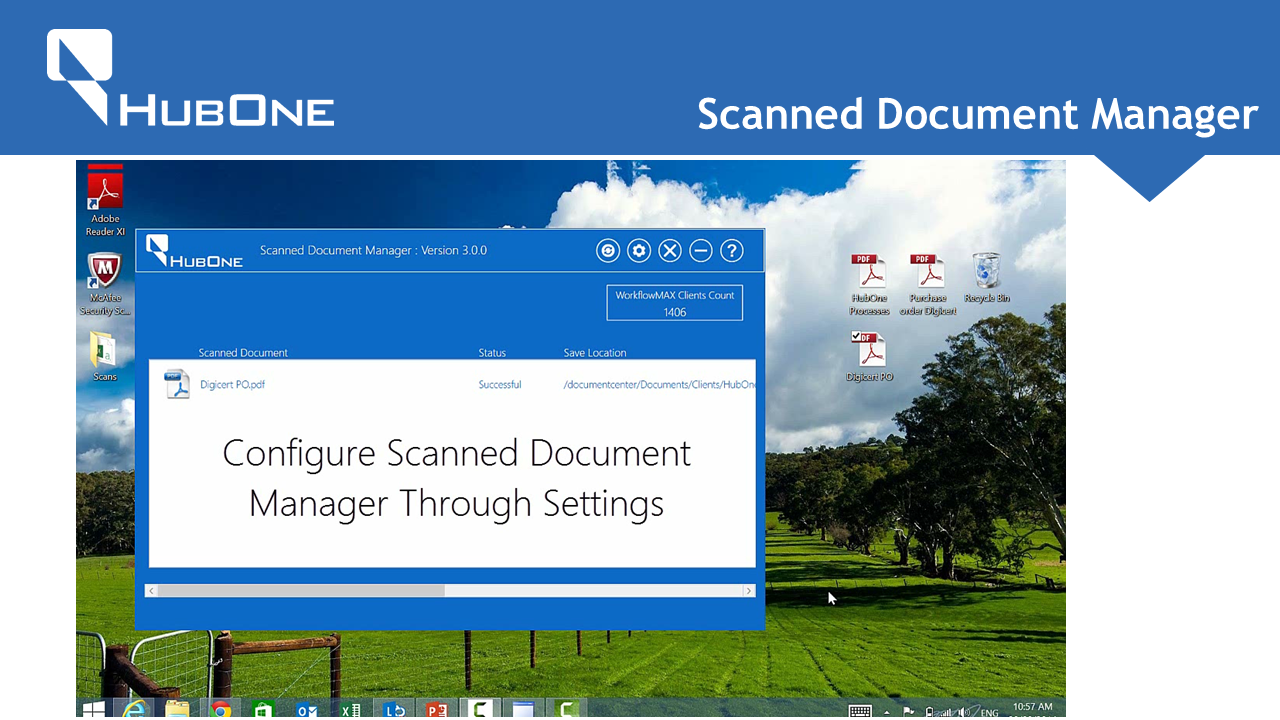 HUBONE
Scanned Document Manager
Adobe
Reader XI
McAfee
Security Sc...
Scans
HUBONE
Scanned Document Manager : Version 3.0.0
?
WorkflowMAX Clients Count
1406
Scanned Document Status Save Location
PDF
Digicert PO.pdf Successful /documentcenter/Documents/Clients/HubOne
Configure Scanned Document
Manager Through Settings
PDF PDF
HubOne
Processes
Purchase
order Digicert
Recycle Bin
Digicert PO
ENG
10:57 AM